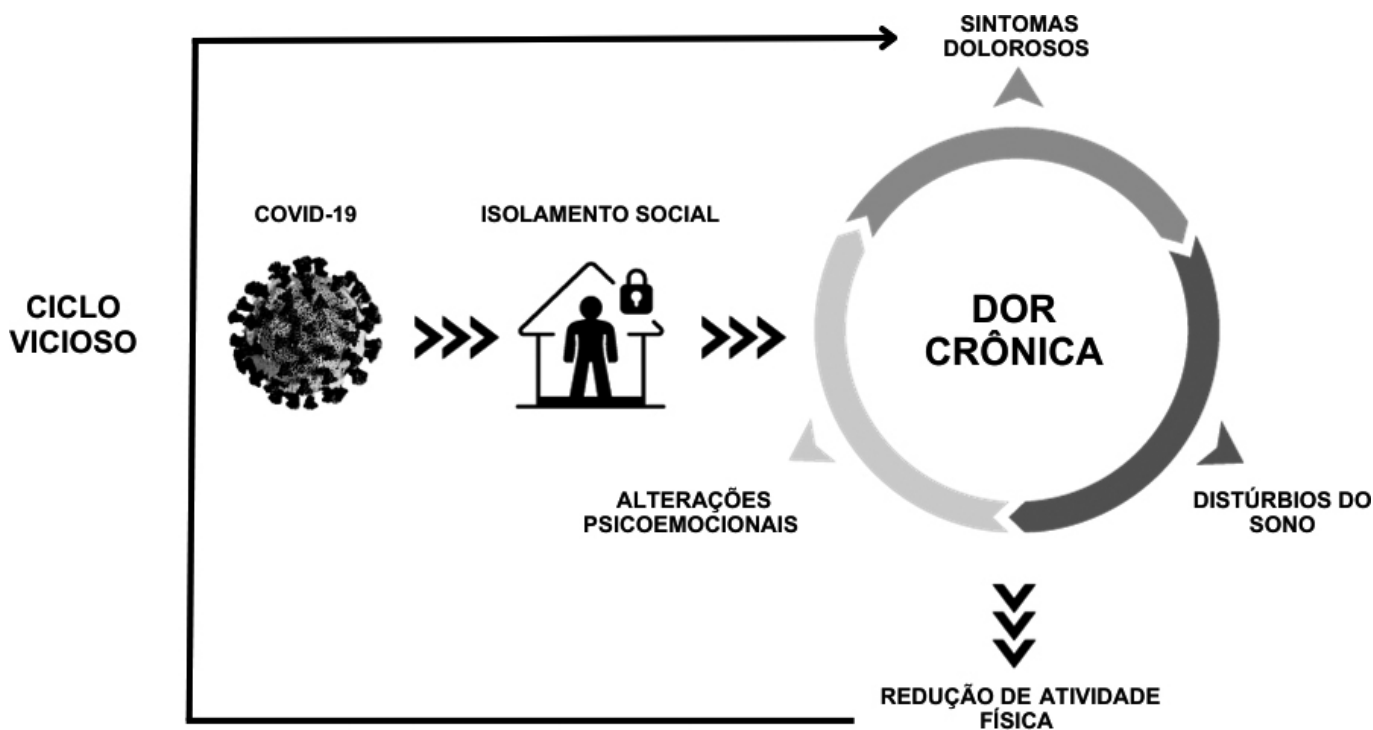 SINTOMAS
DOLOROSOS
COVID-19
ISOLAMENTO SOCIAL
CICLO
VICIOSO
DOR
CRÔNICA
ALTERAÇÕES
PSICOEMOCIONAIS
DISTÚRBIOS DO
SONO
REDUÇÃO DE ATIVIDADE
FÍSICA